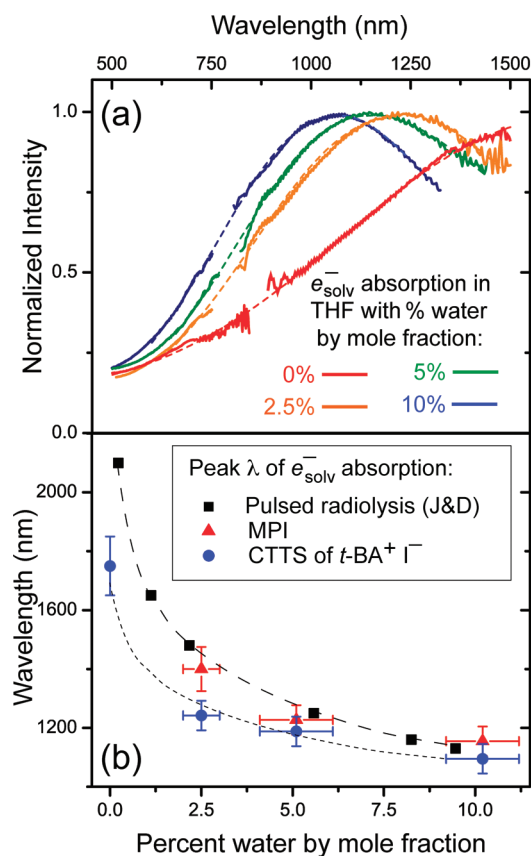 Wavelength (nm)
500 750 1000 1250 1500
(a)
1.0
0.5
0.0
Normalized Intensity
e⁻solv absorption in
THF with % water
by mole fraction:
0% 5%
2.5% 10%
Peak λ of e⁻solv absorption:
Pulsed radiolysis (J&D)
MPI
CTTS of t-BA⁺ I⁻
2000
1600
1200
Wavelength (nm)
(b)
0.0 2.5 5.0 7.5 10.0
Percent water by mole fraction